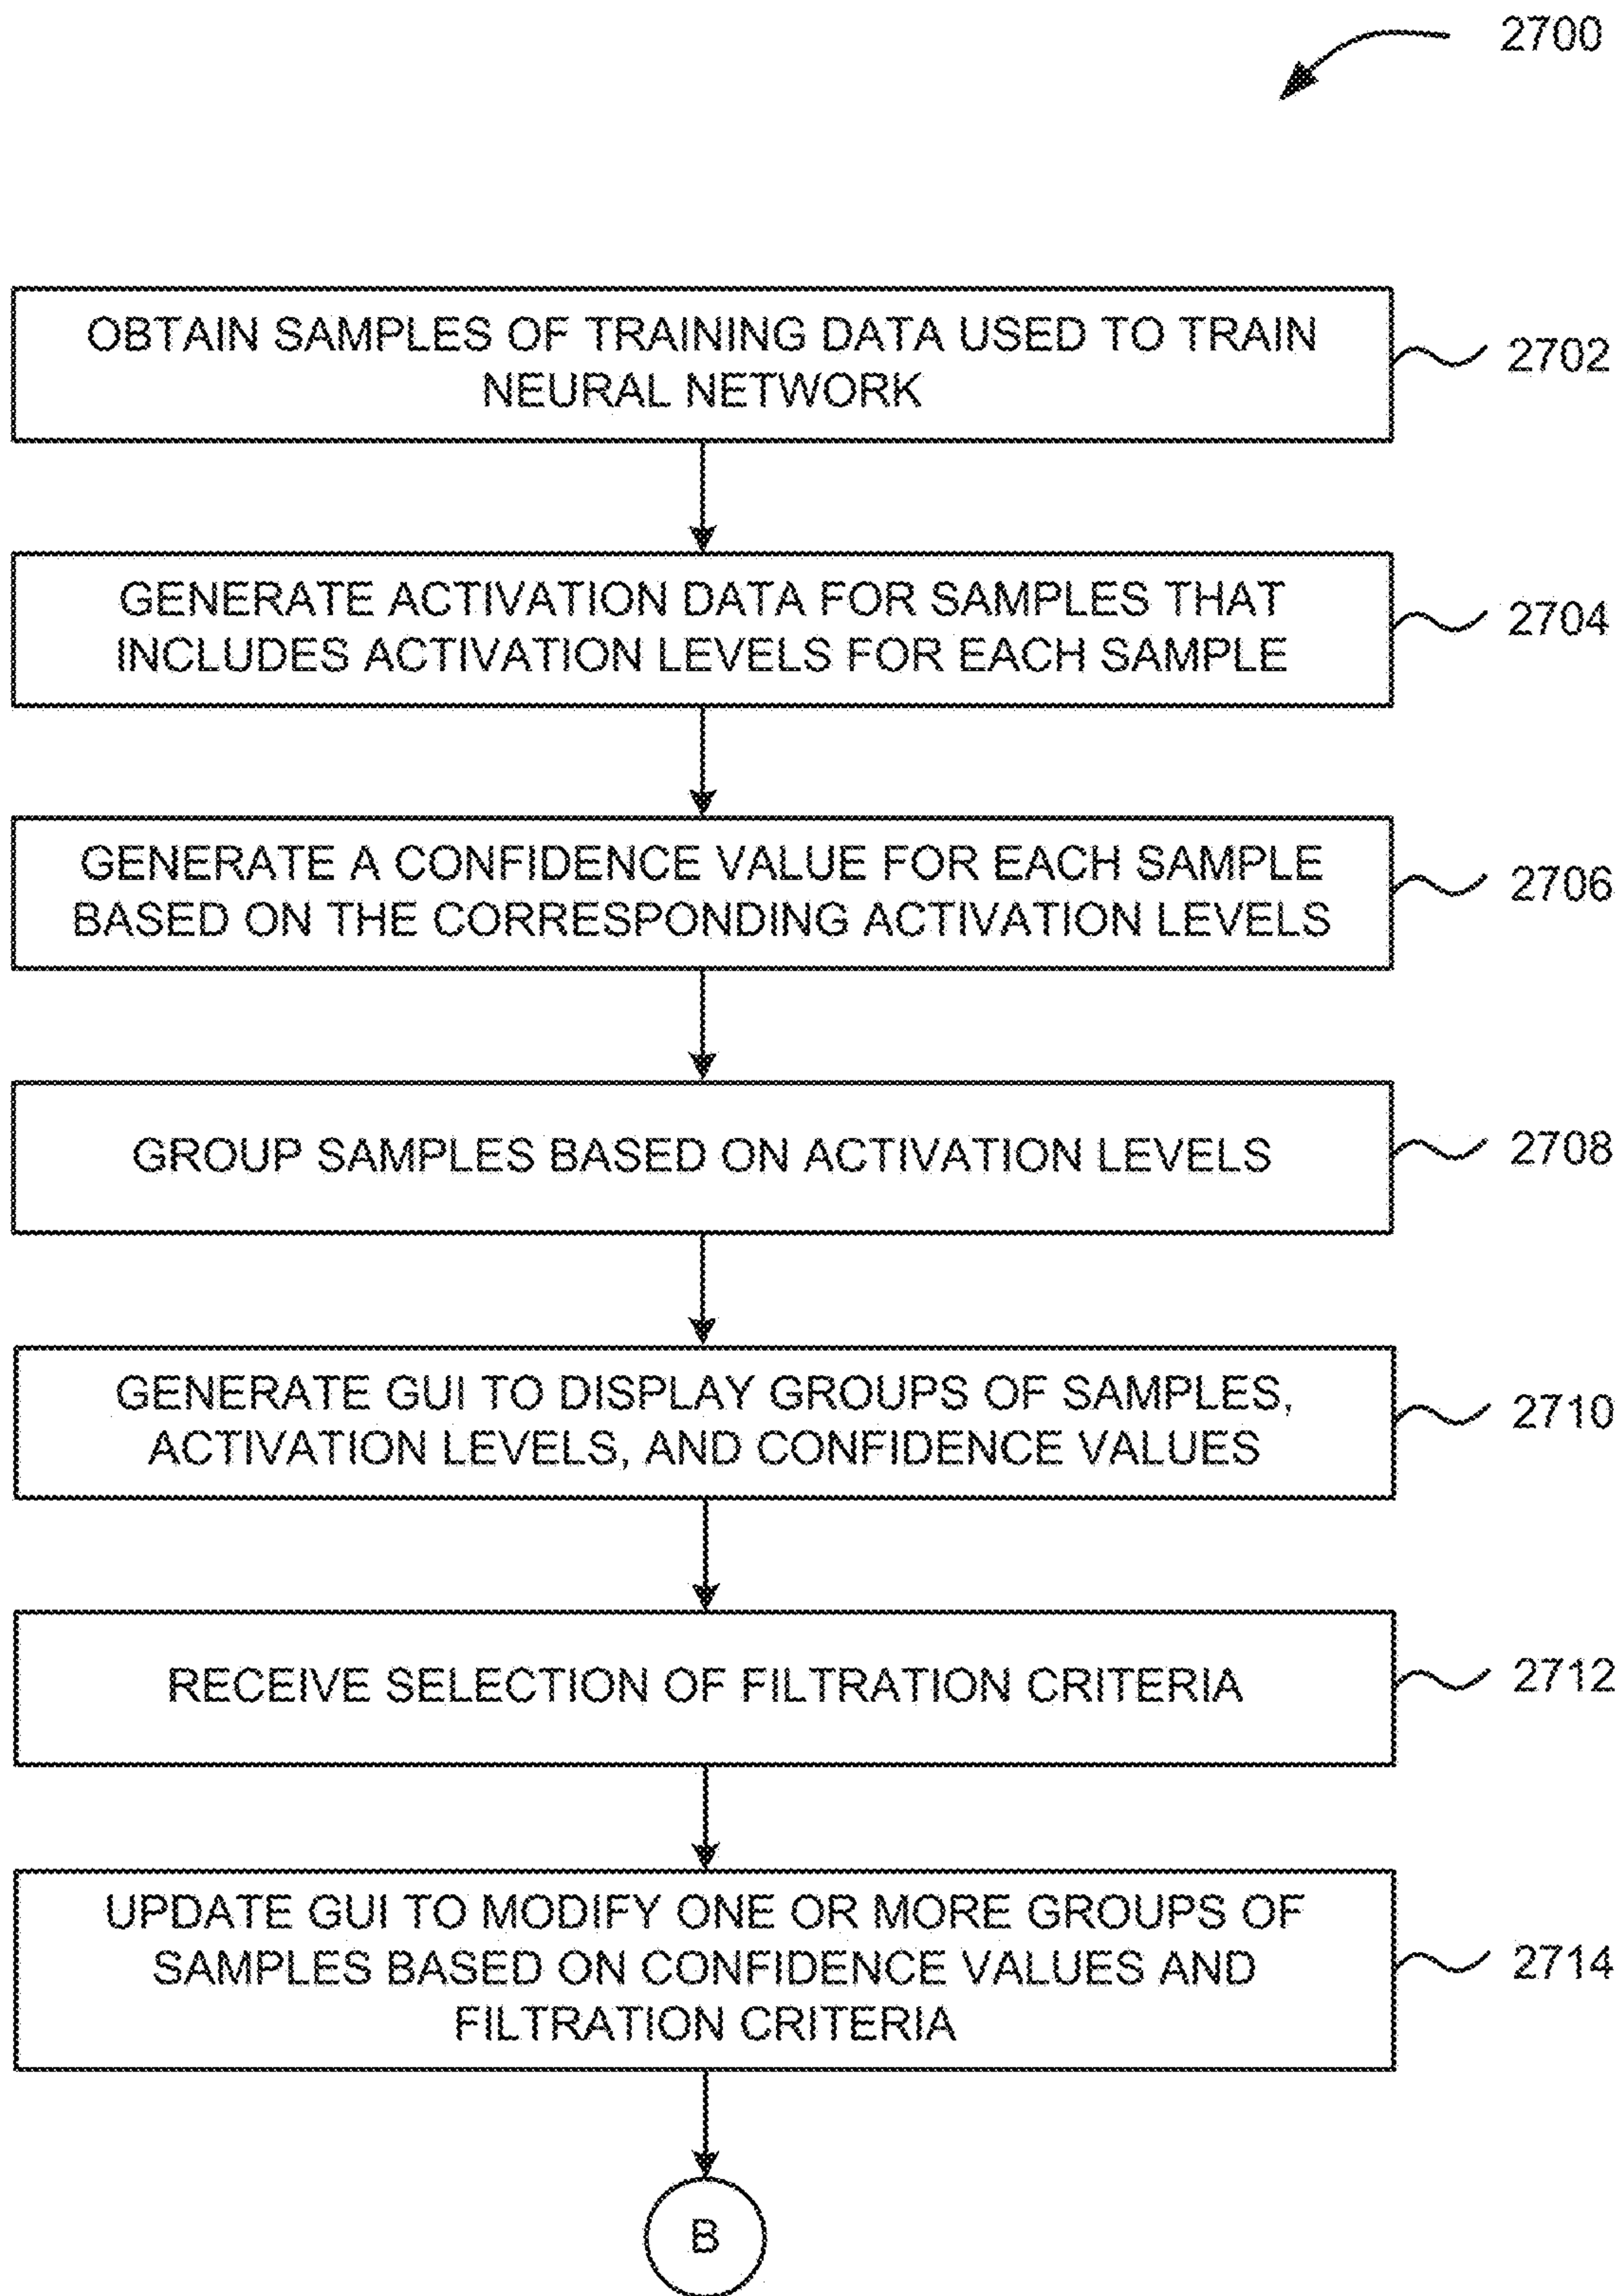 2700
OBTAIN SAMPLES OF TRAINING DATA USED TO TRAIN
NEURAL NETWORK
2702
GENERATE ACTIVATION DATA FOR SAMPLES THAT
INCLUDES ACTIVATION LEVELS FOR EACH SAMPLE
2704
GENERATE A CONFIDENCE VALUE FOR EACH SAMPLE
BASED ON THE CORRESPONDING ACTIVATION LEVELS
2706
GROUP SAMPLES BASED ON ACTIVATION LEVELS
2708
GENERATE GUI TO DISPLAY GROUPS OF SAMPLES,
ACTIVATION LEVELS, AND CONFIDENCE VALUES
2710
RECEIVE SELECTION OF FILTRATION CRITERIA
2712
UPDATE GUI TO MODIFY ONE OR MORE GROUPS OF
SAMPLES BASED ON CONFIDENCE VALUES AND
FILTRATION CRITERIA
2714
B